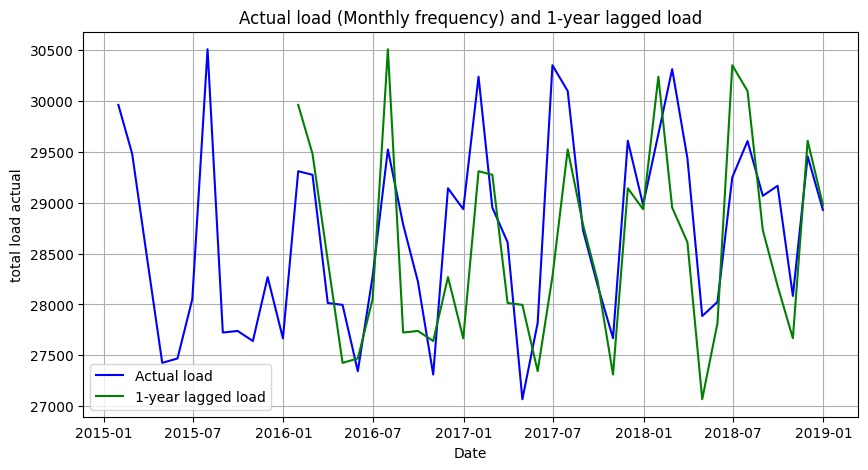 Actual load (Monthly frequency) and 1-year lagged load
total load actual
30500
30000
29500
29000
28500
28000
27500
27000
Actual load
1-year lagged load
2015-01 2015-07 2016-01 2016-07 2017-01 2017-07 2018-01 2018-07 2019-01
Date